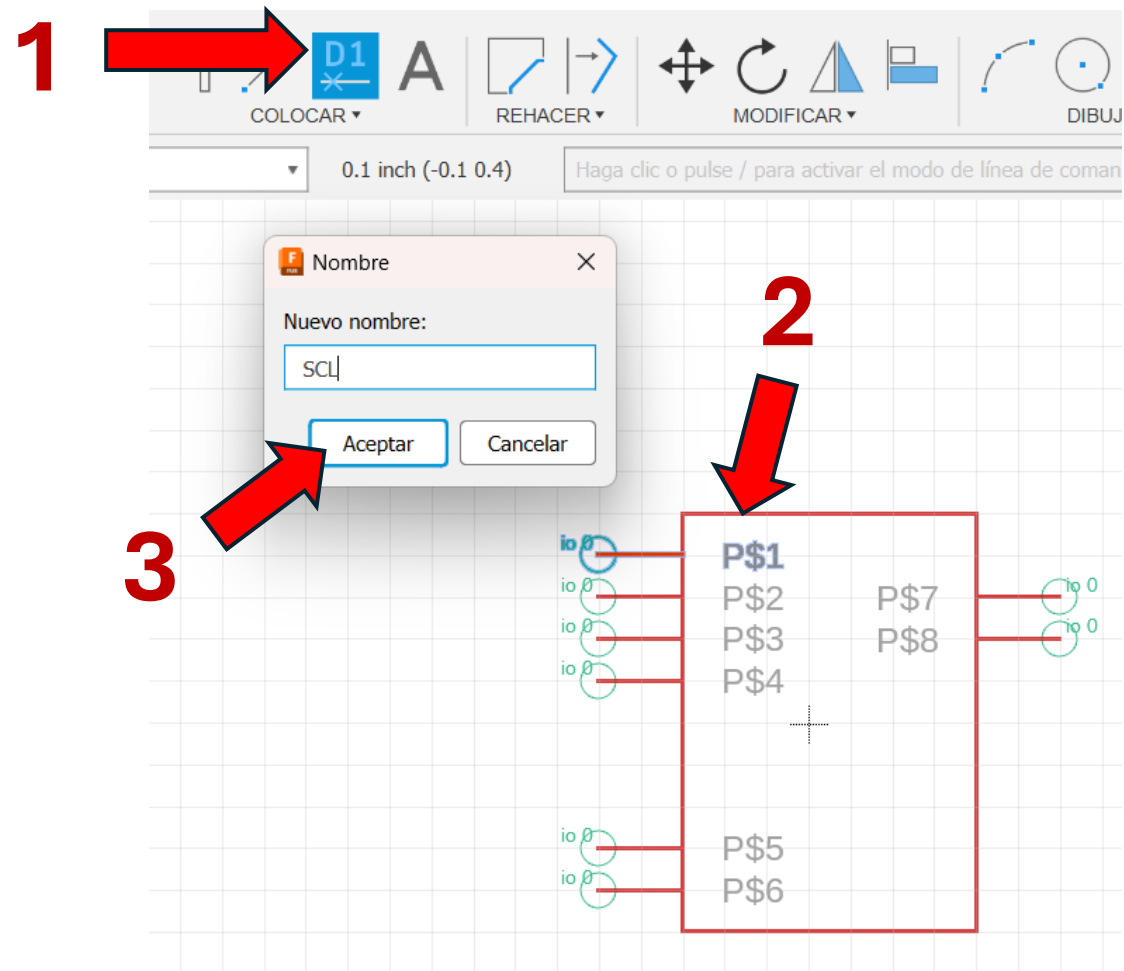 1
D1
A
COLOCAR
REHACER
MODIFICAR
DIBUJ
0.1 inch (-0.1 0.4)
Haga clic o pulse / para activar el modo de línea de coman
Nombre
Nuevo nombre:
SCL
Aceptar
Cancelar
2
3
io 0
P$1
io 0
P$2
P$7
io 0
io 0
P$3
P$8
io 0
io 0
P$4
io 0
P$5
io 0
P$6